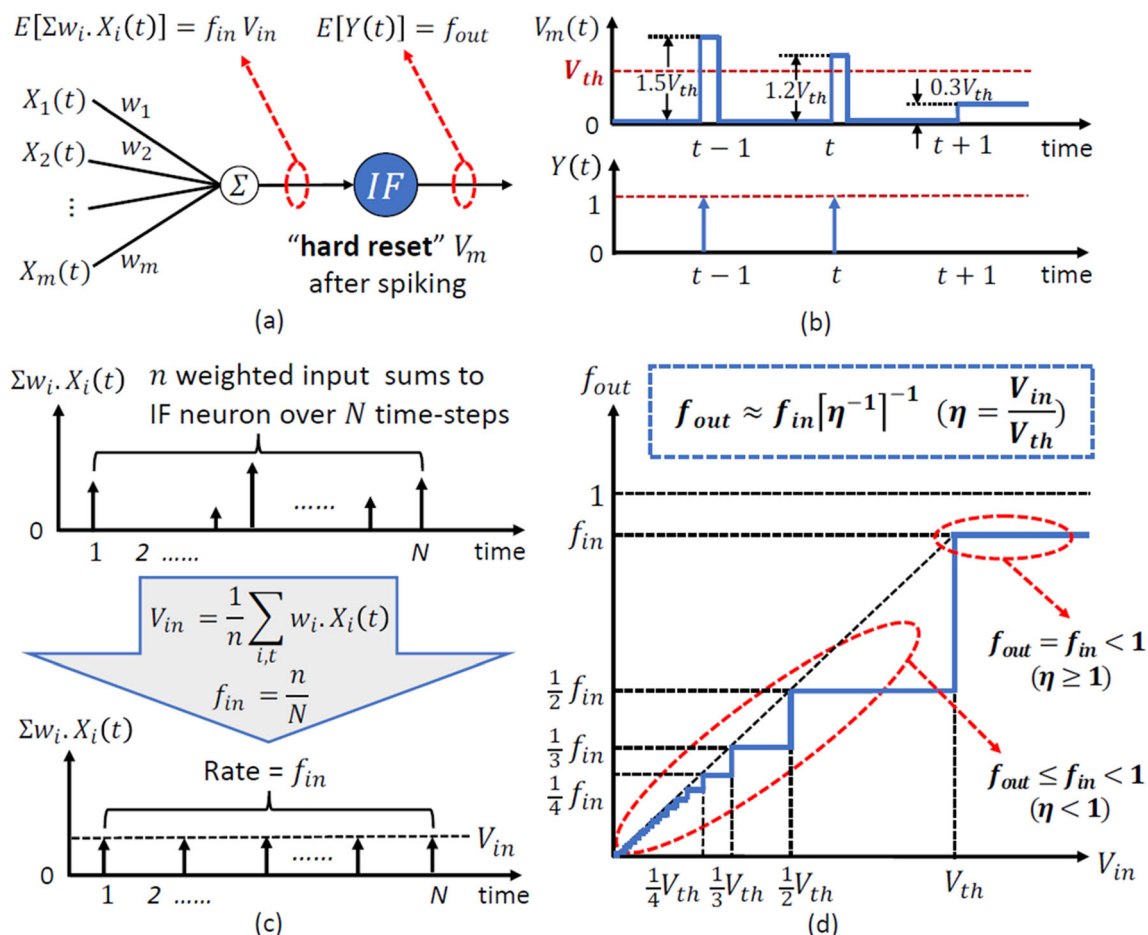 E[Σw_i.X_i(t)] = f_in V_in
E[Y(t)] = f_out
X_1(t)
w_1
X_2(t)
w_2
⋮
X_m(t)
w_m
Σ
IF
“hard reset” V_m
after spiking
(a)
V_m(t)
V_th
1.5V_th
1.2V_th
0.3V_th
0
t − 1
t
t + 1
time
Y(t)
1
0
t − 1
t
t + 1
time
(b)
Σw_i.X_i(t)
n weighted input sums to
IF neuron over N time-steps
......
0
1
2 ......
N
time
V_in = 1/n Σ_{i,t} w_i.X_i(t)
f_in = n/N
Σw_i.X_i(t)
Rate = f_in
V_in
......
0
1
2 ......
N
time
(c)
f_out
f_out ≈ f_in⌈η^{-1}⌉^{-1} (η = V_in/V_th)
1
f_in
f_out = f_in < 1
(η ≥ 1)
1/2 f_in
1/3 f_in
1/4 f_in
f_out ≤ f_in < 1
(η < 1)
1/4 V_th
1/3 V_th
1/2 V_th
V_th
V_in
(d)